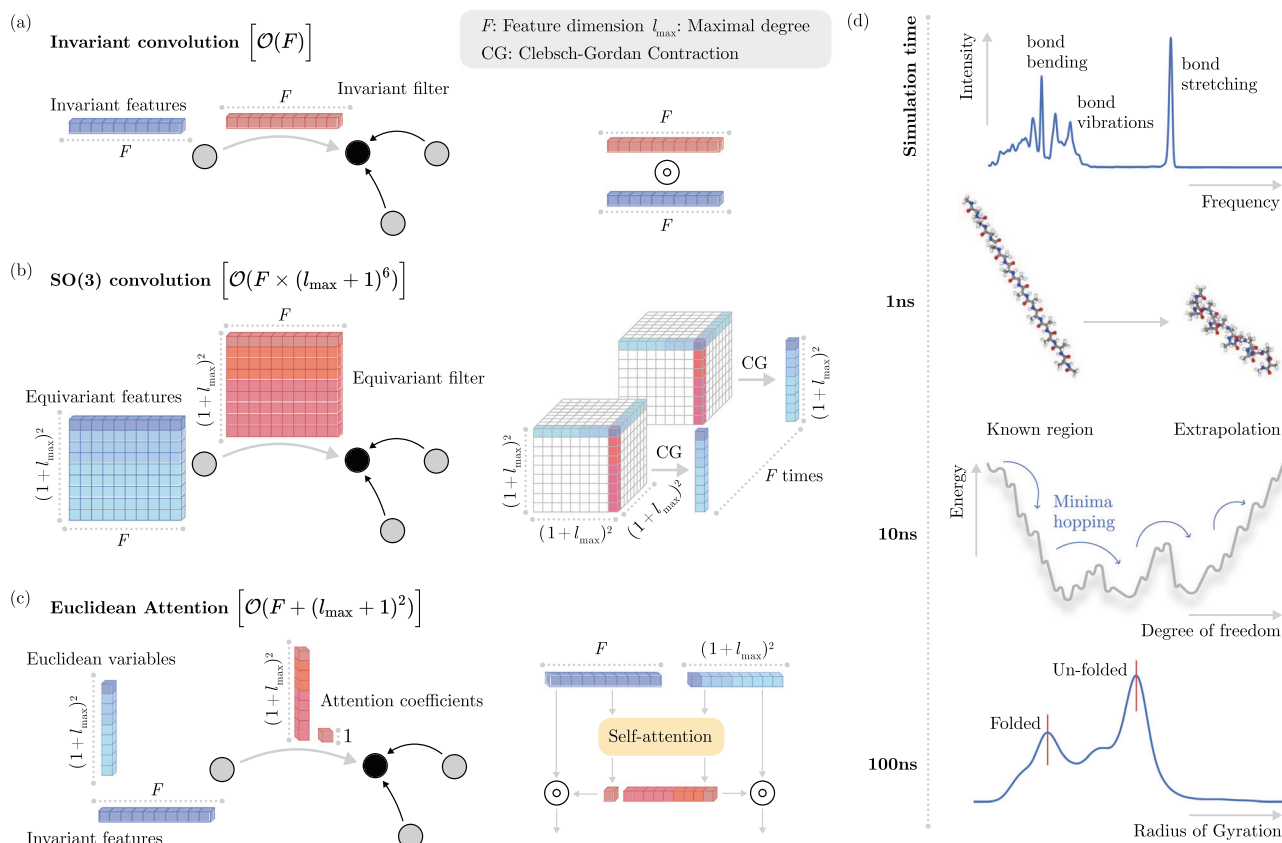 (a)
Invariant convolution [𝒪(F)]
F: Feature dimension l_max: Maximal degree
CG: Clebsch-Gordan Contraction
Invariant features
F
F
Invariant filter
F
F
(b)
SO(3) convolution [𝒪(F × (l_max + 1)^6)]
F
(1+l_max)^2
Equivariant filter
Equivariant features
(1+l_max)^2
F
CG
(1+l_max)^2
CG
(1+l_max)^2
(1+l_max)^2
(1+l_max)^2
F times
(c)
Euclidean Attention [𝒪(F + (l_max + 1)^2)]
Euclidean variables
(1+l_max)^2
(1+l_max)^2
Attention coefficients
1
F
Invariant features
F
(1+l_max)^2
Self-attention
(d)
Simulation time
Intensity
bond
bending
bond
vibrations
bond
stretching
Frequency
1ns
Known region
Extrapolation
10ns
Energy
Minima
hopping
Degree of freedom
100ns
Folded
Un-folded
Radius of Gyration